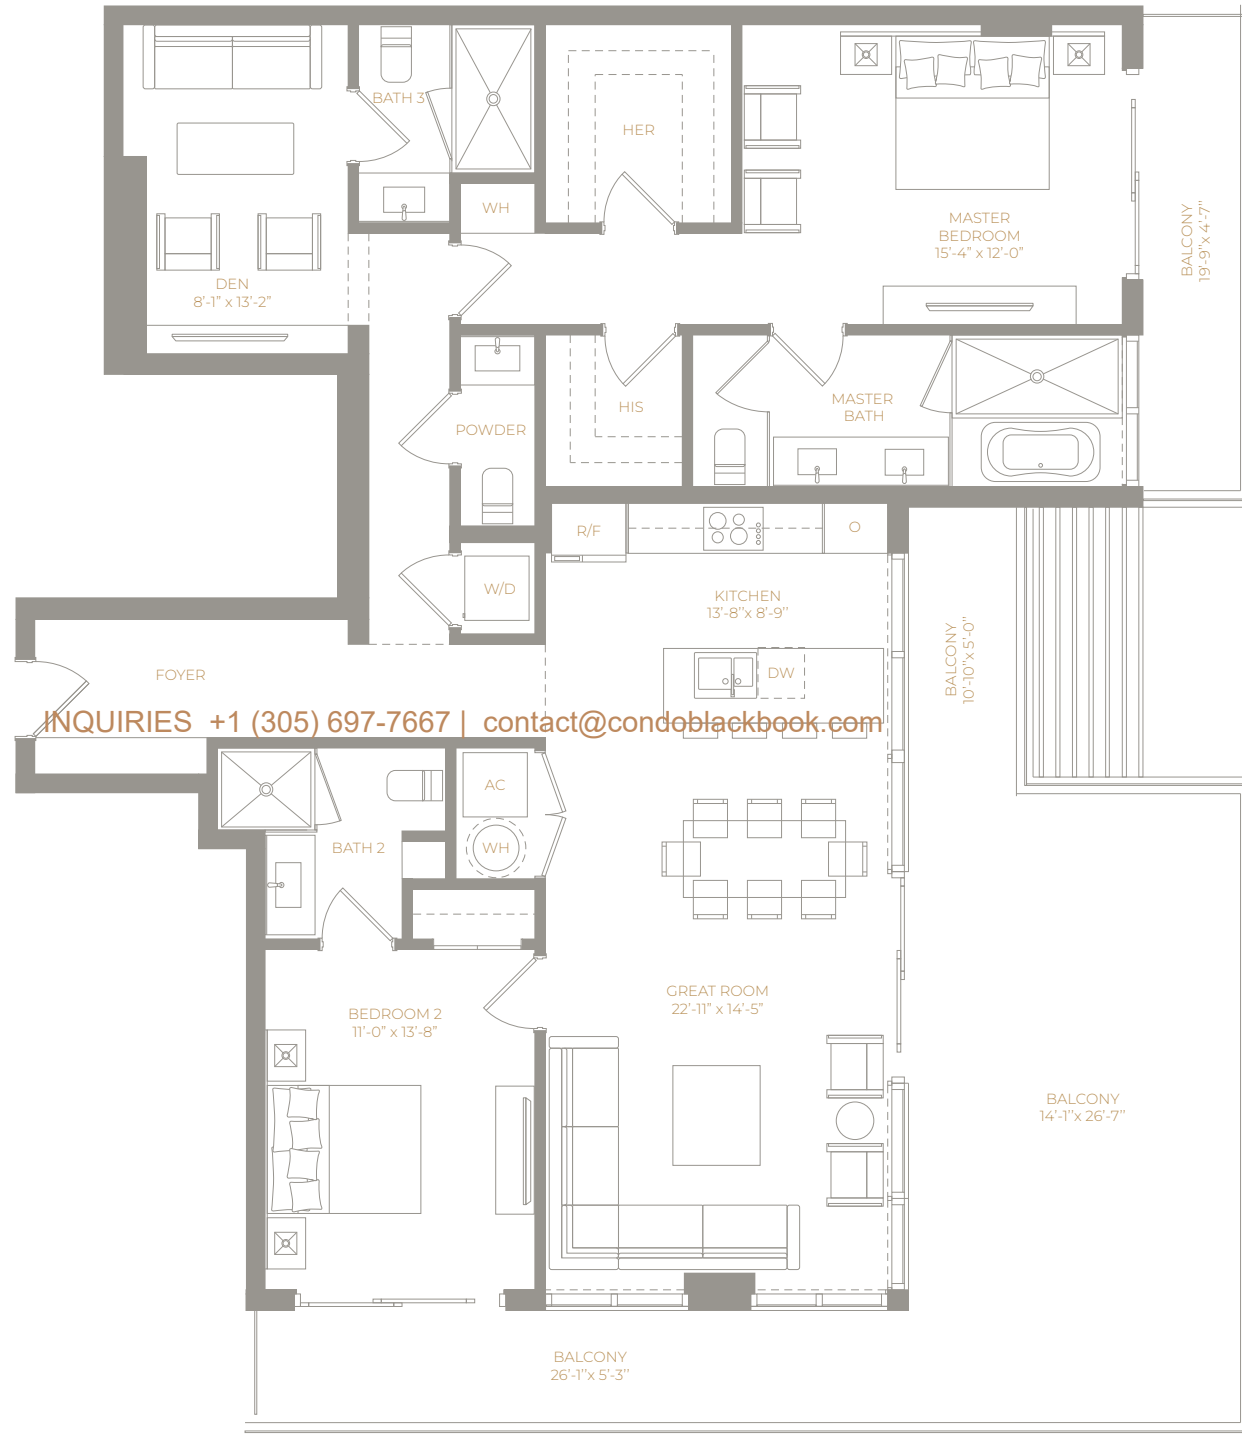 BATH 3
HER
WH
MASTER
BEDROOM
15'-4" x 12'-0"
BALCONY
19'-9"x 4'-7"
DEN
8'-1" x 13'-2"
HIS
MASTER
BATH
POWDER
R/F
O
W/D
KITCHEN
13'-8"x 8'-9"
BALCONY
10'-10"x 5'-0"
FOYER
DW
INQUIRIES +1 (305) 697-7667 | contact@condoblackbook.com
AC
BATH 2
WH
GREAT ROOM
22'-11" x 14'-5"
BEDROOM 2
11'-0" x 13'-8"
BALCONY
14'-1"x 26'-7"
BALCONY
26'-1"x 5'-3"